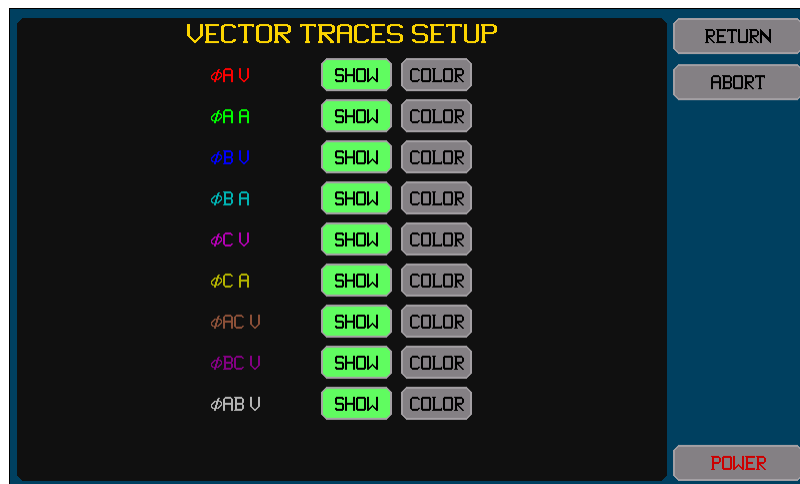 VECTOR TRACES SETUP
RETURN
ΦA V SHOW COLOR
ABORT
ΦA A SHOW COLOR
ΦB V SHOW COLOR
ΦB A SHOW COLOR
ΦC V SHOW COLOR
ΦC A SHOW COLOR
ΦAC V SHOW COLOR
ΦBC V SHOW COLOR
ΦAB V SHOW COLOR
POWER